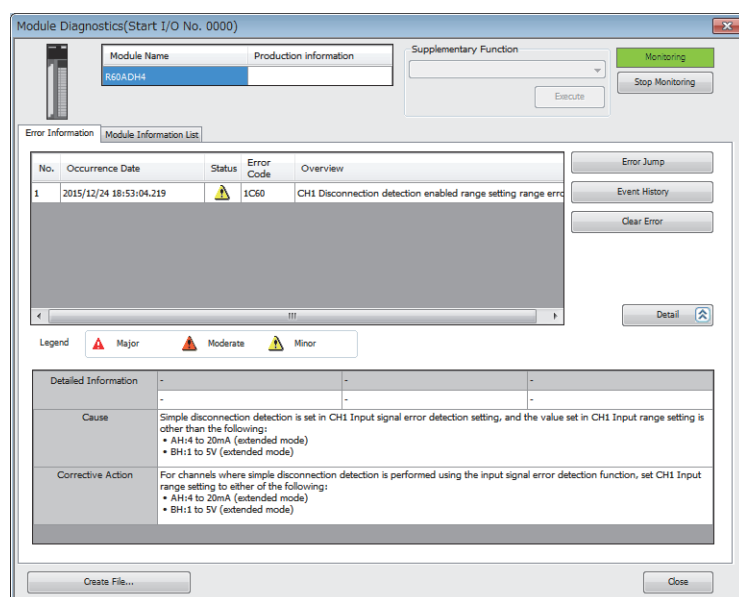 Module Diagnostics(Start I/O No. 0000)
Module Name Production information
R60ADH4
Supplementary Function
Execute
Monitoring
Stop Monitoring
Error Information Module Information List
No. Occurrence Date Status Error Code Overview
1 2015/12/24 18:53:04.219 1C60 CH1 Disconnection detection enabled range setting range erro
Error Jump
Event History
Clear Error
Detail
Legend Major Moderate Minor
Detailed Information - - -
- - -
Cause
Simple disconnection detection is set in CH1 Input signal error detection setting, and the value set in CH1 Input range setting is
other than the following:
• AH:4 to 20mA (extended mode)
• BH:1 to 5V (extended mode)
Corrective Action
For channels where simple disconnection detection is performed using the input signal error detection function, set CH1 Input
range setting to either of the following:
• AH:4 to 20mA (extended mode)
• BH:1 to 5V (extended mode)
Create File... Close